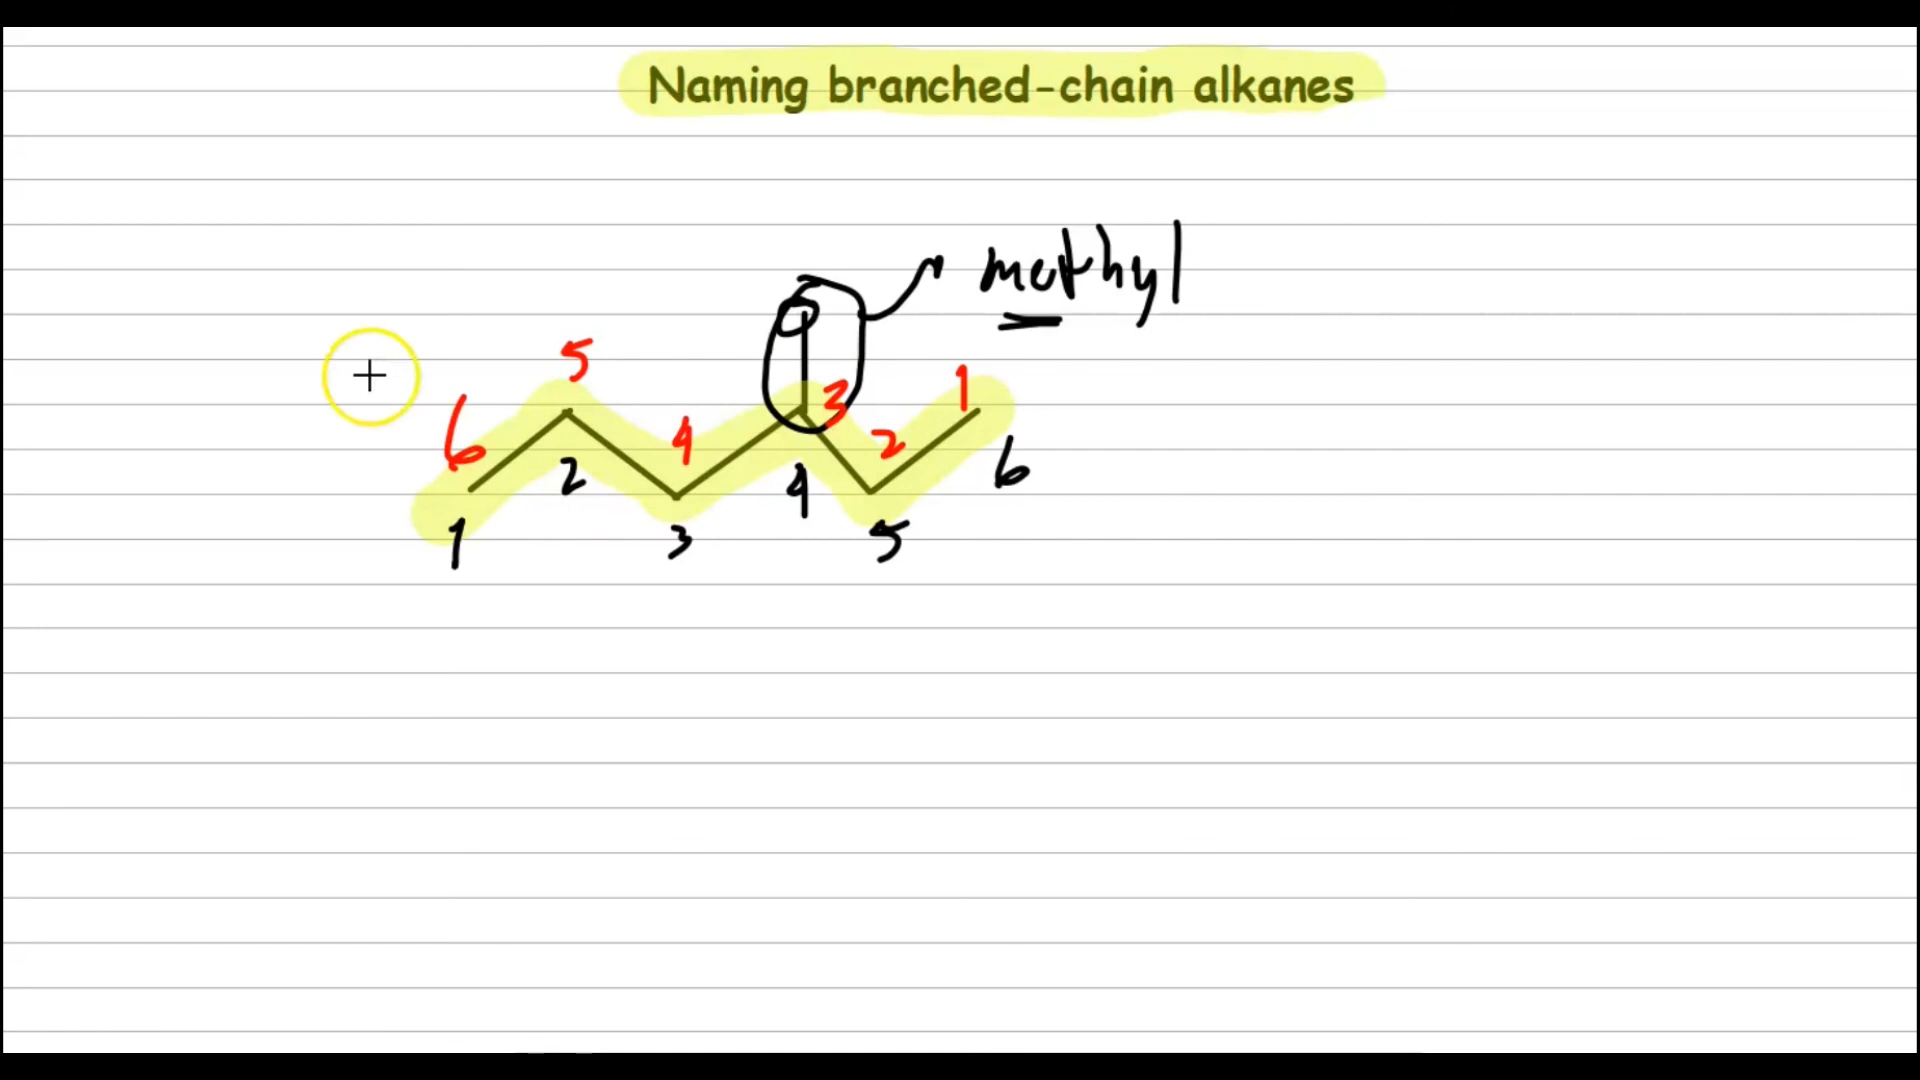 Naming branched-chain alkanes
methyl
6 5 4 3 2 1
1 2 3 4 5 6